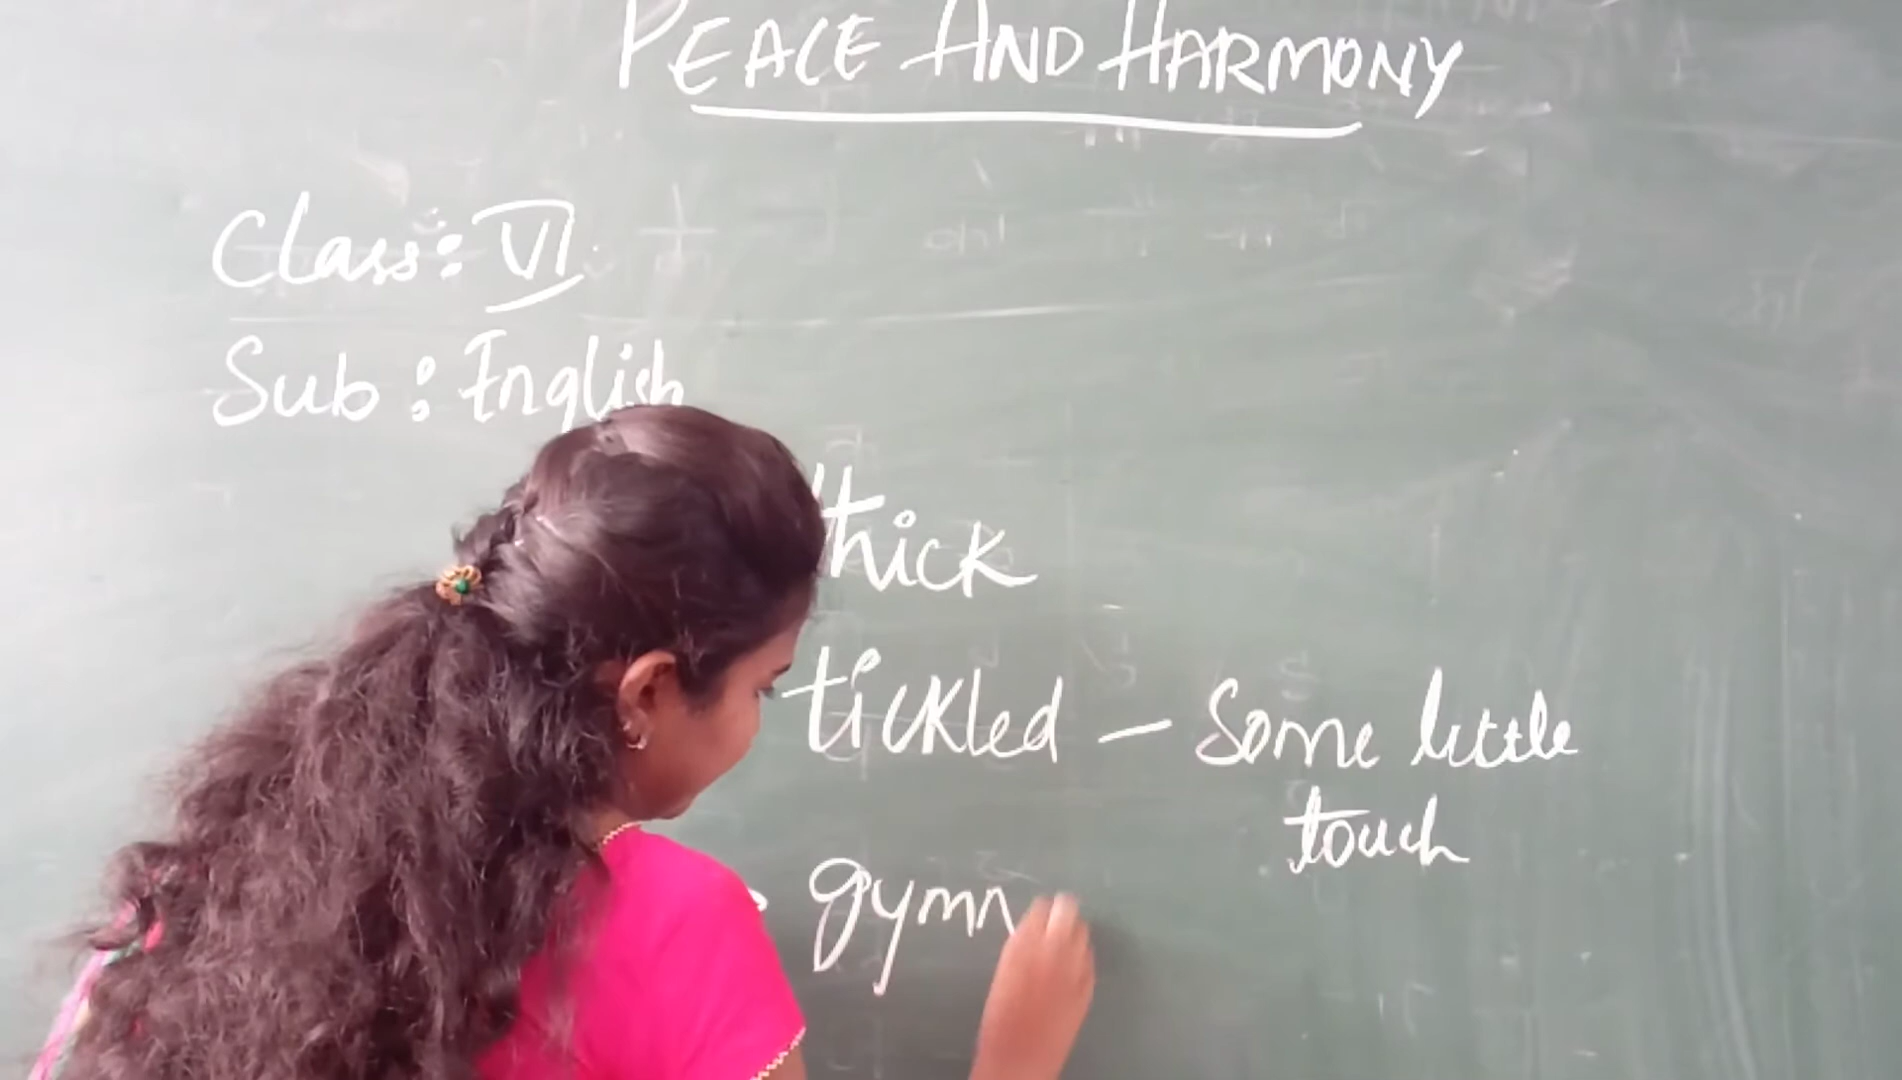 PEACE AND HARMONY
Class: VI
Sub: English
thick
tickled - Some little
touch
gymn